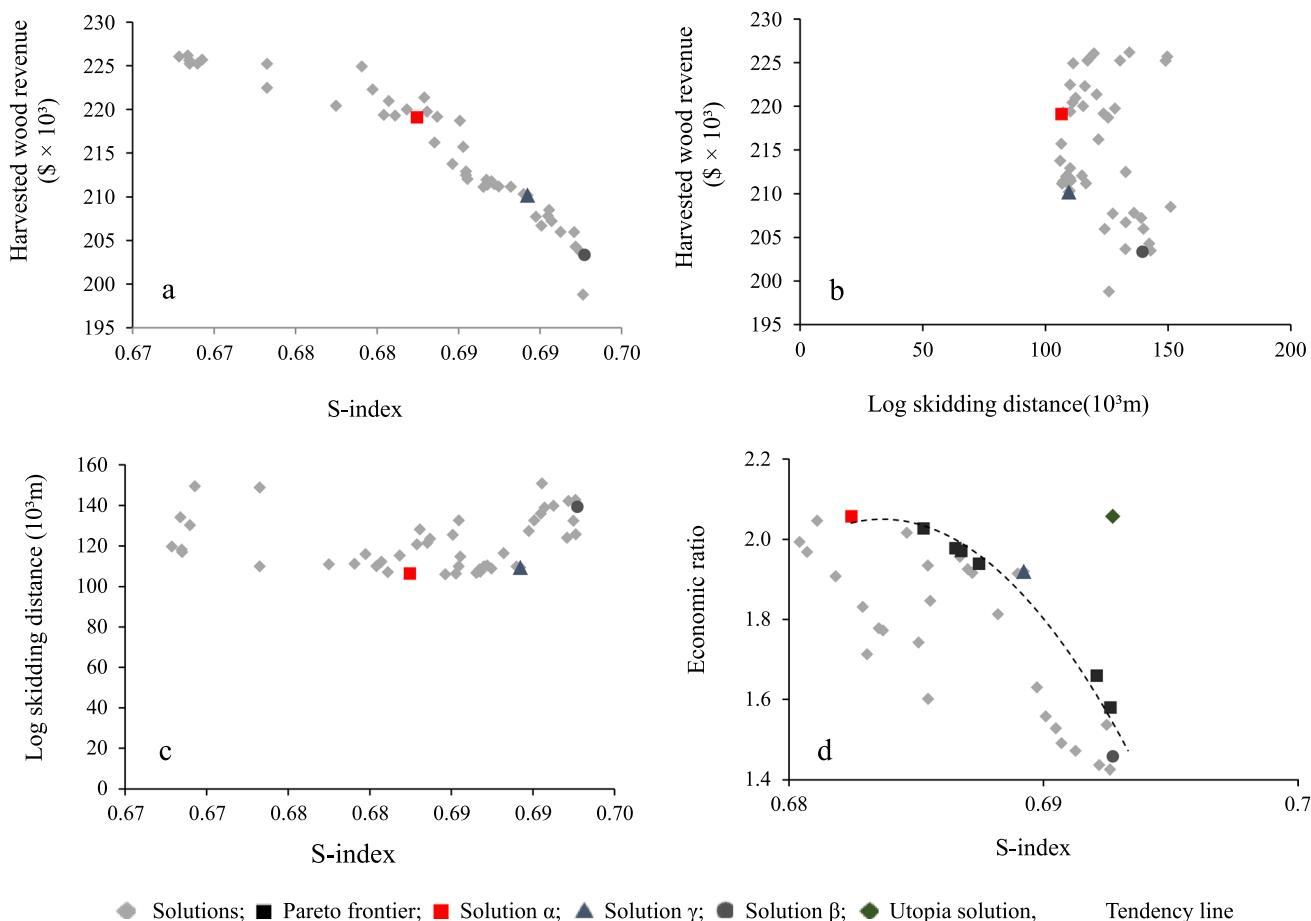 Harvested wood revenue
($ × 10³)
230
225
220
215
210
205
200
195
a
0.67 0.67 0.68 0.68 0.69 0.69 0.70
S-index
Harvested wood revenue
($ × 10³)
230
225
220
215
210
205
200
195
b
0 50 100 150 200
Log skidding distance(10³m)
Log skidding distance (10³m)
160
140
120
100
80
60
40
20
0
c
0.67 0.67 0.68 0.68 0.69 0.69 0.70
S-index
Economic ratio
2.2
2.0
1.8
1.6
1.4
d
0.68 0.69 0.7
S-index
Solutions; Pareto frontier; Solution α; Solution γ; Solution β; Utopia solution, Tendency line